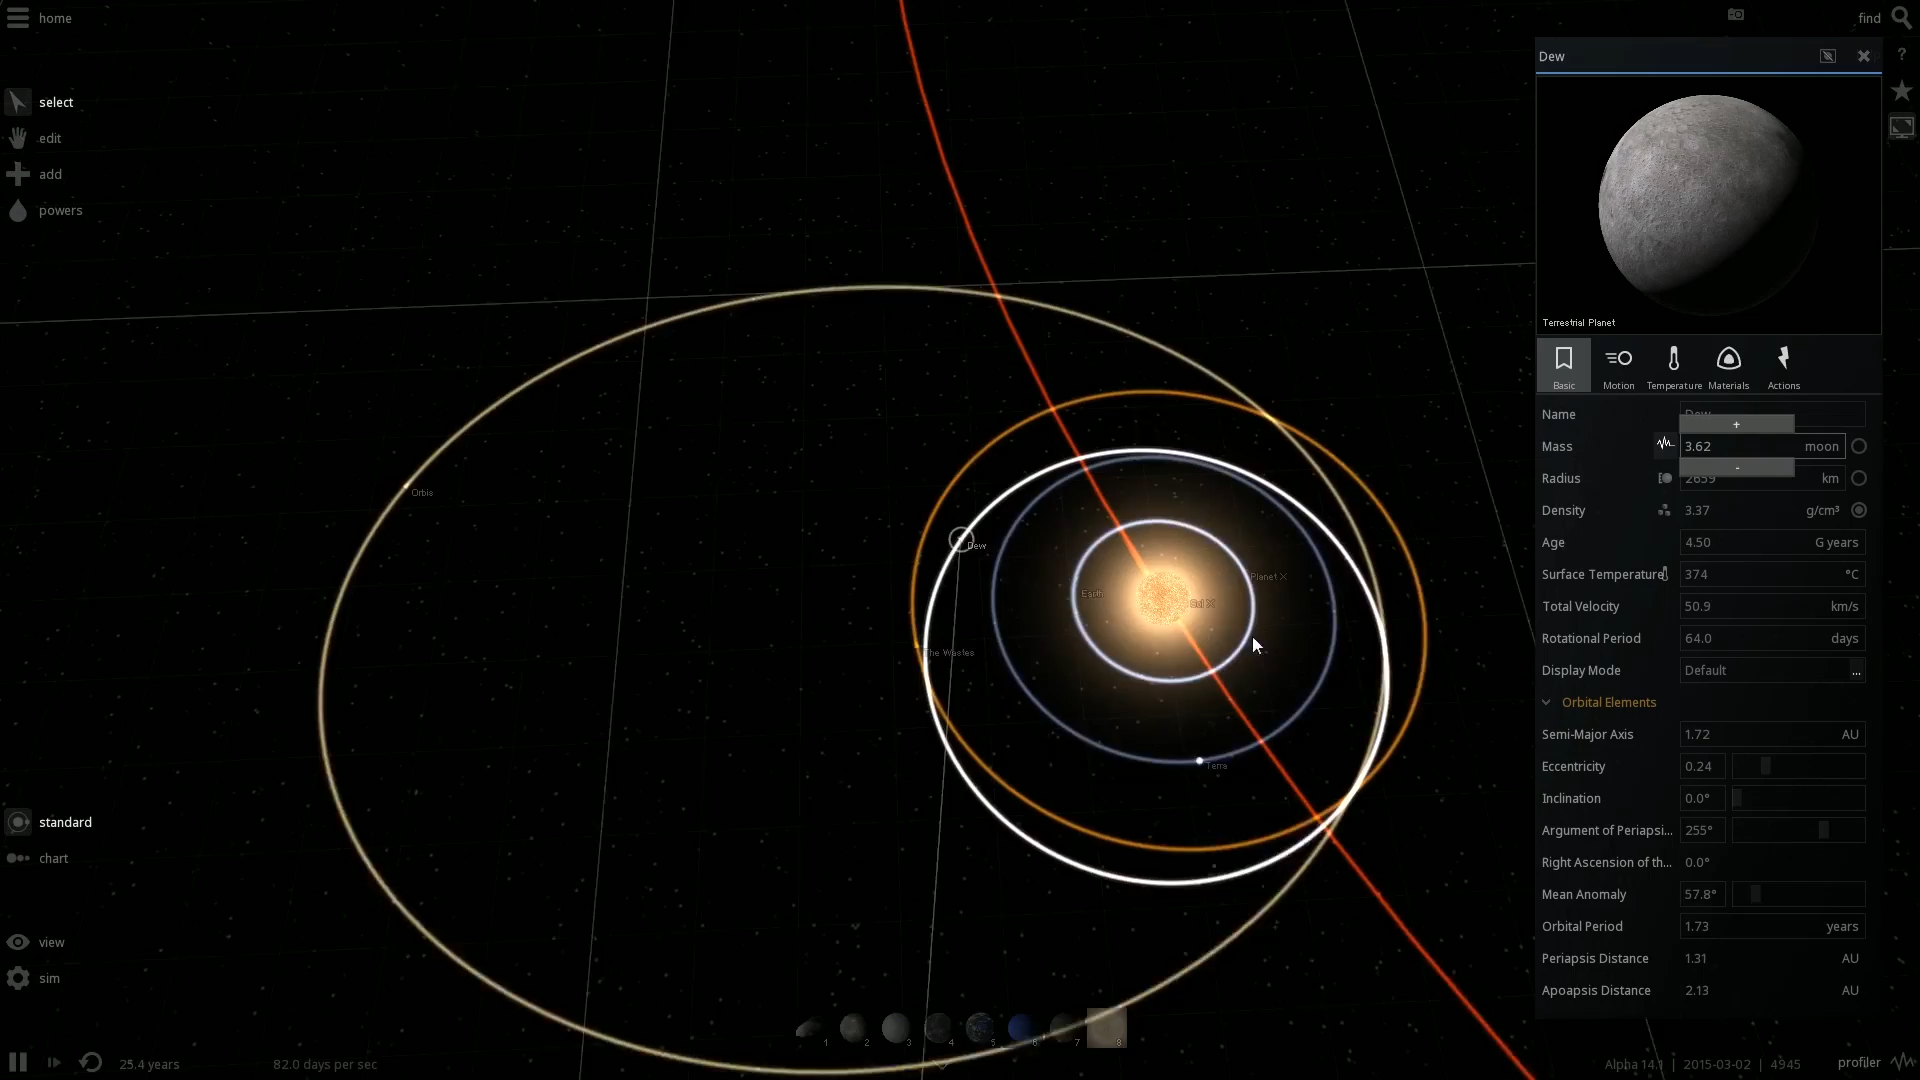 home
find
Dew
?
select
edit
add
powers
Terrestrial Planet
Basic
Motion
Temperature
Materials
Actions
Name Dew
+
Mass 3.62 moon
-
Radius 2659 km
Density 3.37 g/cm³
Age 4.50 G years
Surface Temperature 374 °C
Total Velocity 50.9 km/s
Rotational Period 64.0 days
Display Mode Default ...
Orbital Elements
Semi-Major Axis 1.72 AU
Eccentricity 0.24
Inclination 0.0°
Argument of Periapsi... 255°
Right Ascension of th... 0.0°
Mean Anomaly 57.8°
Orbital Period 1.73 years
Periapsis Distance 1.31 AU
Apoapsis Distance 2.13 AU
Orbis
Dew
Planet X
Earth
Sol X
The Wastes
Terra
standard
chart
view
sim
1 2 3 4 5 6 7 8
25.4 years
82.0 days per sec
Alpha 14.1 | 2015-03-02 | 4945
profiler